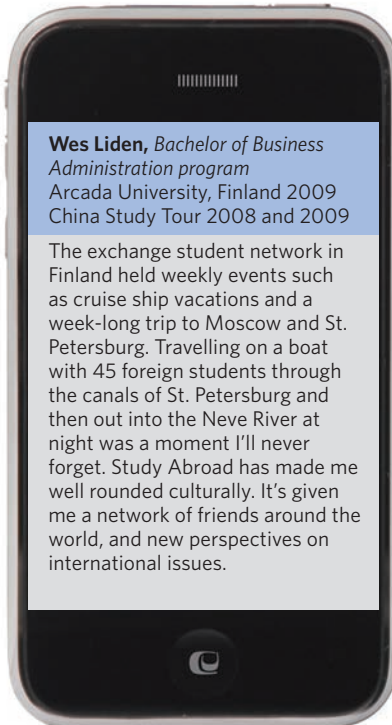 Wes Liden, Bachelor of Business
Administration program
Arcada University, Finland 2009
China Study Tour 2008 and 2009
The exchange student network in
Finland held weekly events such
as cruise ship vacations and a
week-long trip to Moscow and St.
Petersburg. Travelling on a boat
with 45 foreign students through
the canals of St. Petersburg and
then out into the Neve River at
night was a moment I’ll never
forget. Study Abroad has made me
well rounded culturally. It’s given
me a network of friends around the
world, and new perspectives on
international issues.